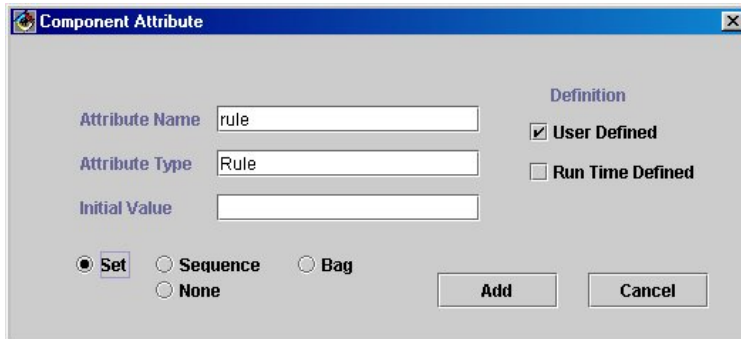 Component Attribute
Definition
Attribute Name rule
User Defined
Attribute Type Rule
Run Time Defined
Initial Value
Set Sequence Bag
None
Add Cancel